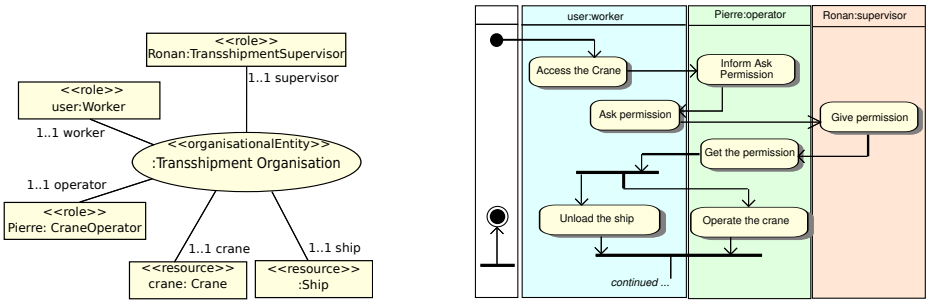 <<role>>
Ronan:TransshipmentSupervisor
1..1 supervisor
<<role>>
user:Worker
1..1 worker
<<organisationalEntity>>
:Transshipment Organisation
1..1 operator
<<role>>
Pierre: CraneOperator
1..1 crane
1..1 ship
<<resource>>
crane: Crane
<<resource>>
:Ship
user:worker
Pierre:operator
Ronan:supervisor
Access the Crane
Inform Ask
Permission
Ask permission
Give permission
Get the permission
Unload the ship
Operate the crane
continued ...